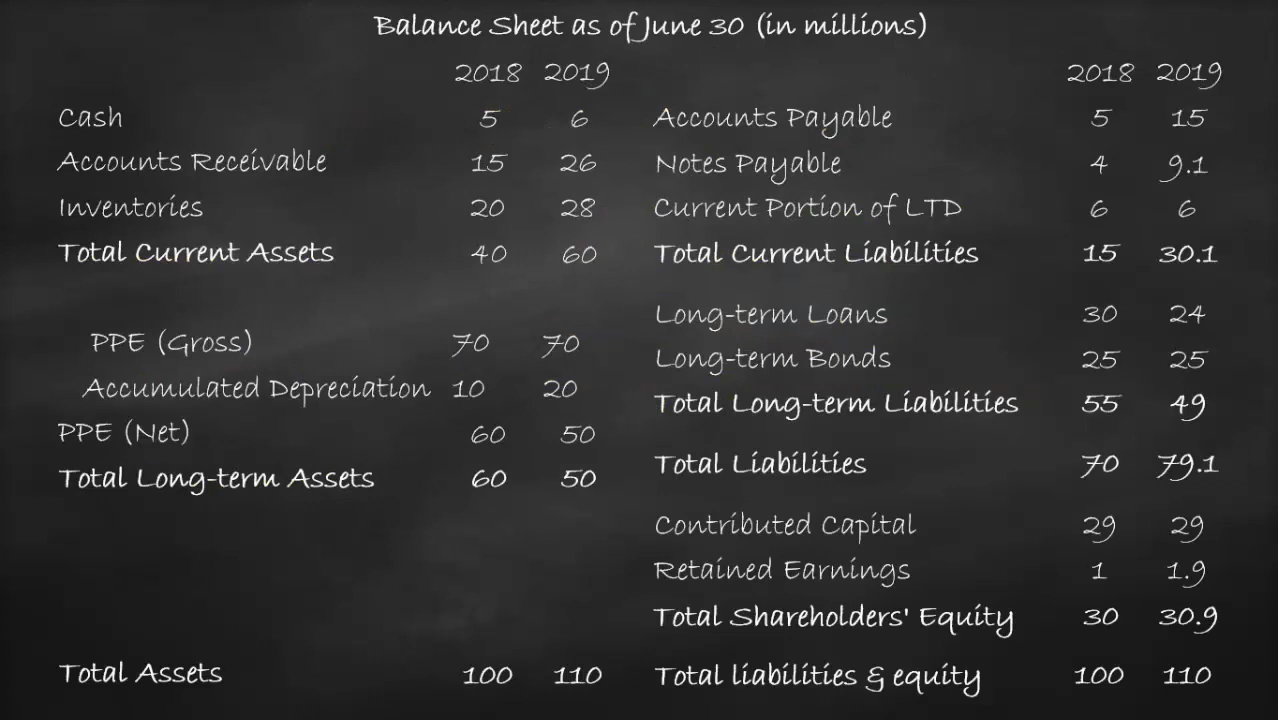 Balance Sheet as of June 30 (in millions)
2018 2019
Cash 5 6
Accounts Receivable 15 26
Inventories 20 28
Total Current Assets 40 60
PPE (Gross) 70 70
Accumulated Depreciation 10 20
PPE (Net) 60 50
Total Long-term Assets 60 50
Total Assets 100 110
2018 2019
Accounts Payable 5 15
Notes Payable 4 9.1
Current Portion of LTD 6 6
Total Current Liabilities 15 30.1
Long-term Loans 30 24
Long-term Bonds 25 25
Total Long-term Liabilities 55 49
Total Liabilities 70 79.1
Contributed Capital 29 29
Retained Earnings 1 1.9
Total Shareholders' Equity 30 30.9
Total liabilities & equity 100 110